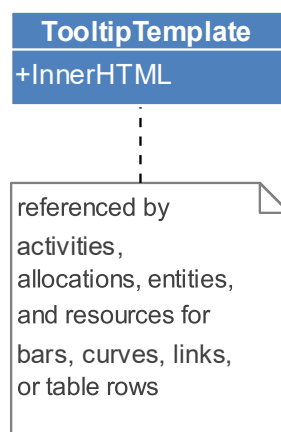 TooltipTemplate
+InnerHTML
referenced by
activities,
allocations, entities,
and resources for
bars, curves, links,
or table rows